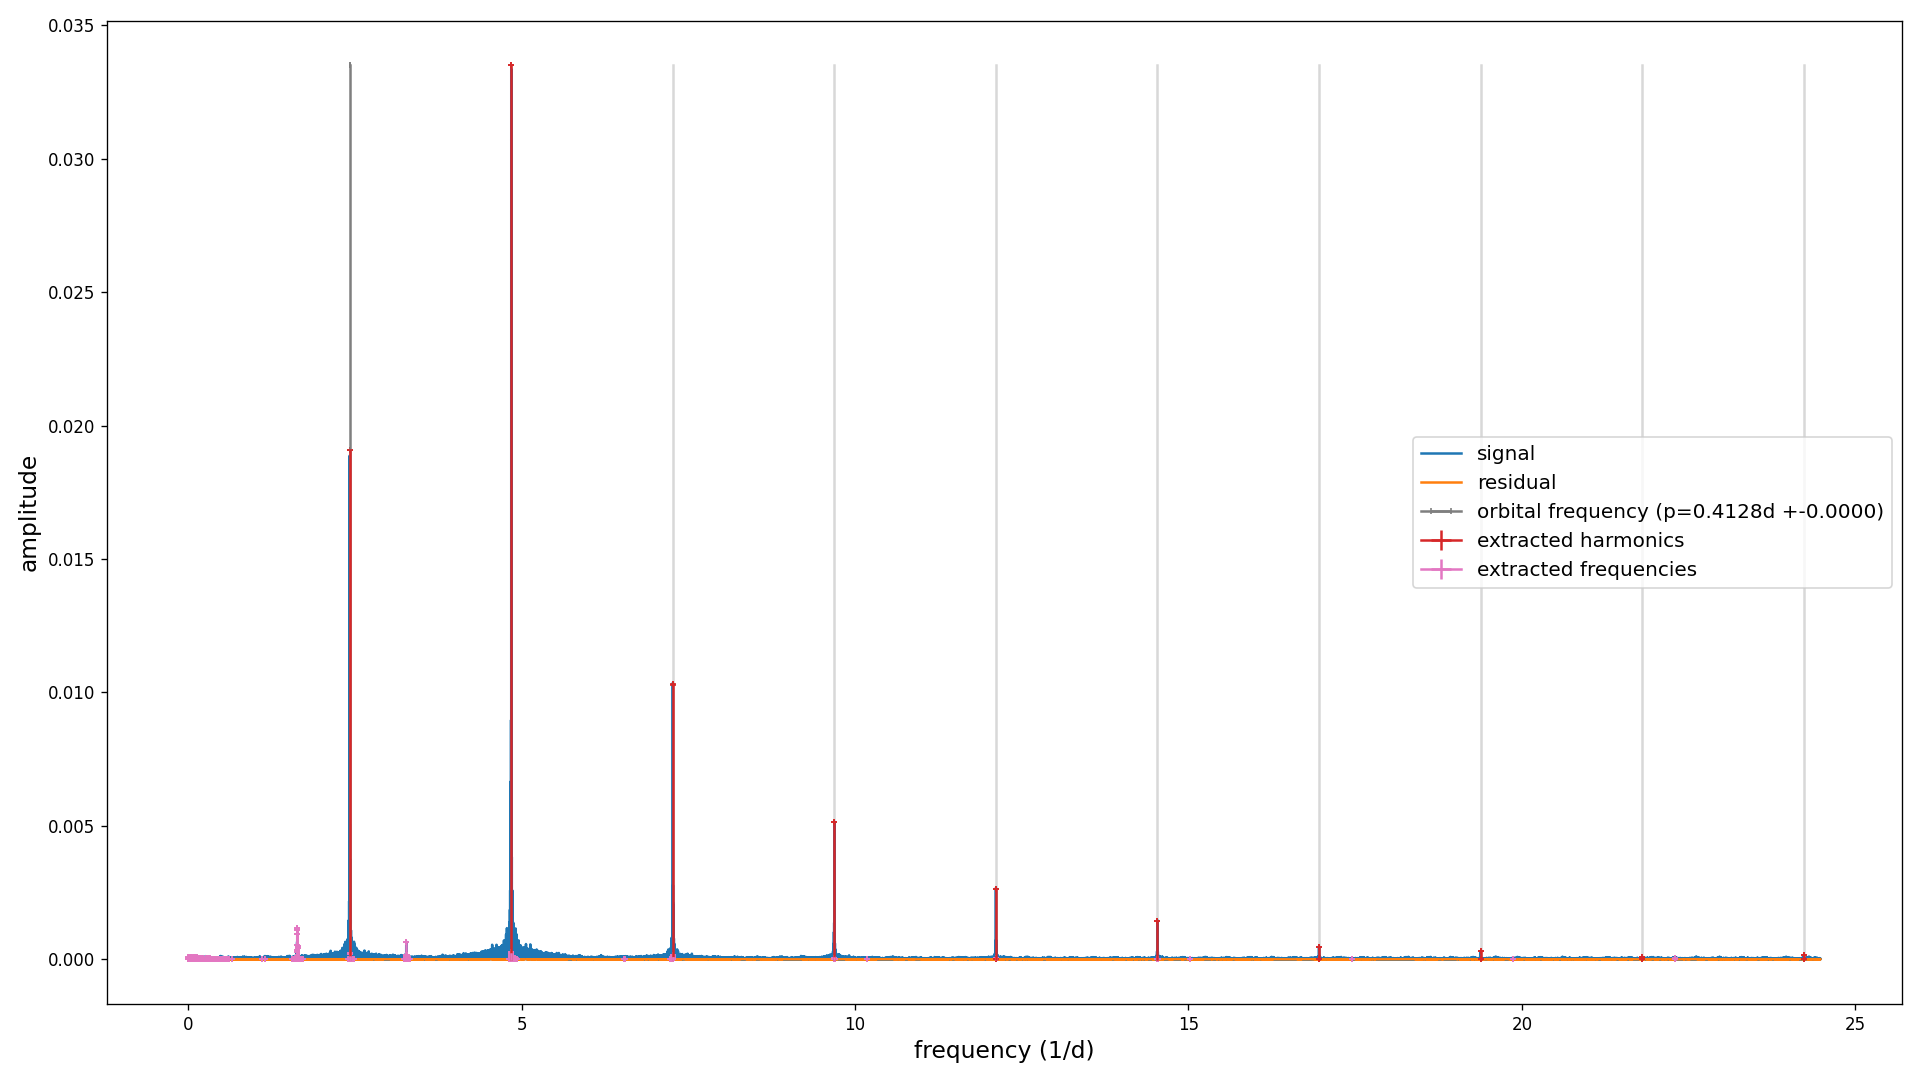 0.035
0.030
0.025
0.020
0.015
0.010
0.005
0.000
amplitude
signal
residual
orbital frequency (p=0.4128d +-0.0000)
extracted harmonics
extracted frequencies
0 5 10 15 20 25
frequency (1/d)